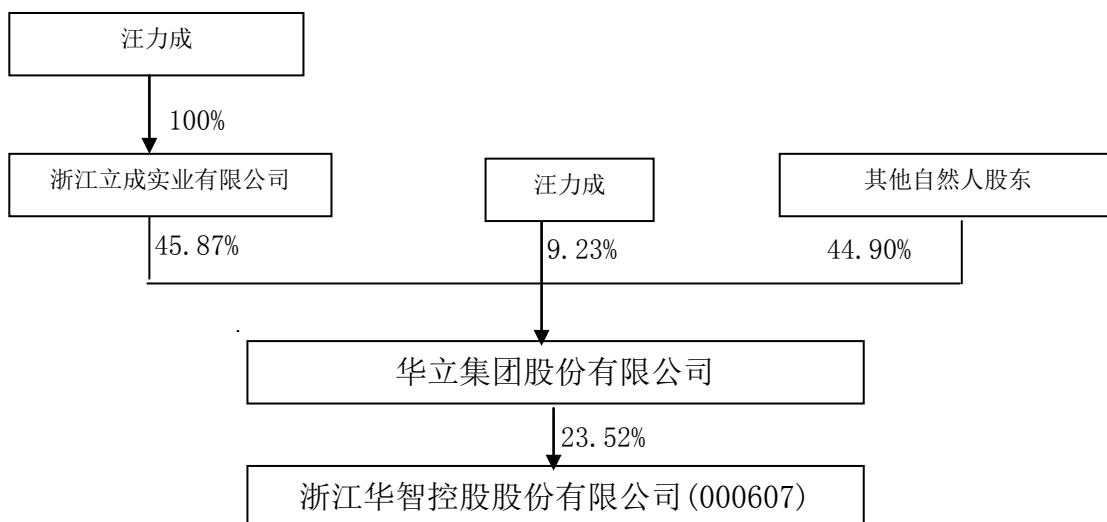 汪力成
100%
浙江立成实业有限公司
汪力成
其他自然人股东
45.87%
9.23%
44.90%
华立集团股份有限公司
23.52%
浙江华智控股股份有限公司(000607)